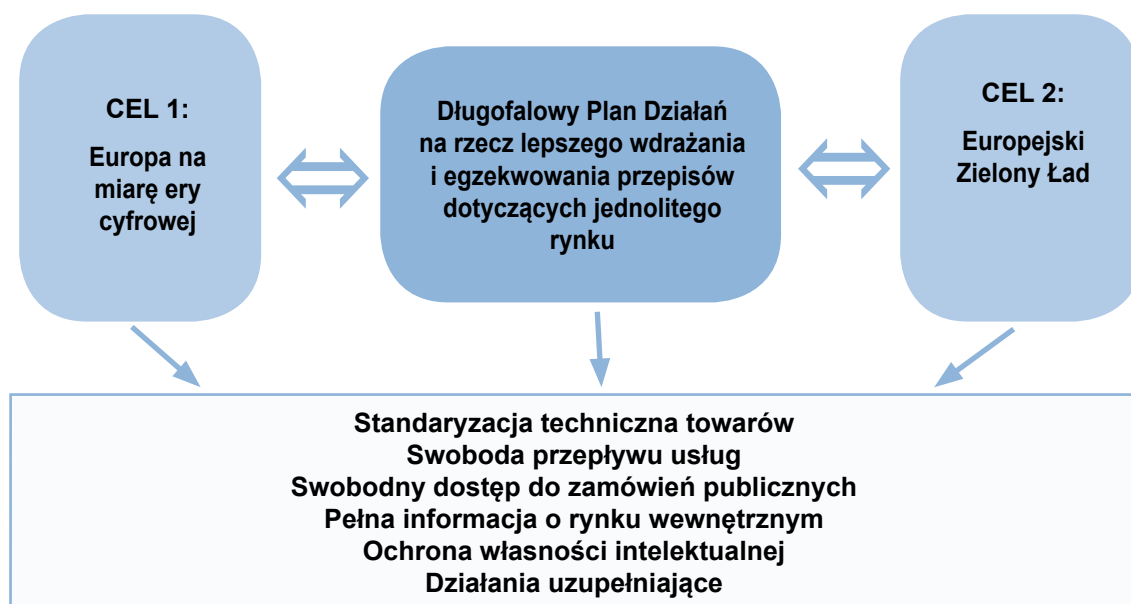 CEL 1:
Europa na
miarę ery
cyfrowej
Długofalowy Plan Działań
na rzecz lepszego wdrażania
i egzekwowania przepisów
dotyczących jednolitego
rynku
CEL 2:
Europejski
Zielony Ład
Standaryzacja techniczna towarów
Swoboda przepływu usług
Swobodny dostęp do zamówień publicznych
Pełna informacja o rynku wewnętrznym
Ochrona własności intelektualnej
Działania uzupełniające